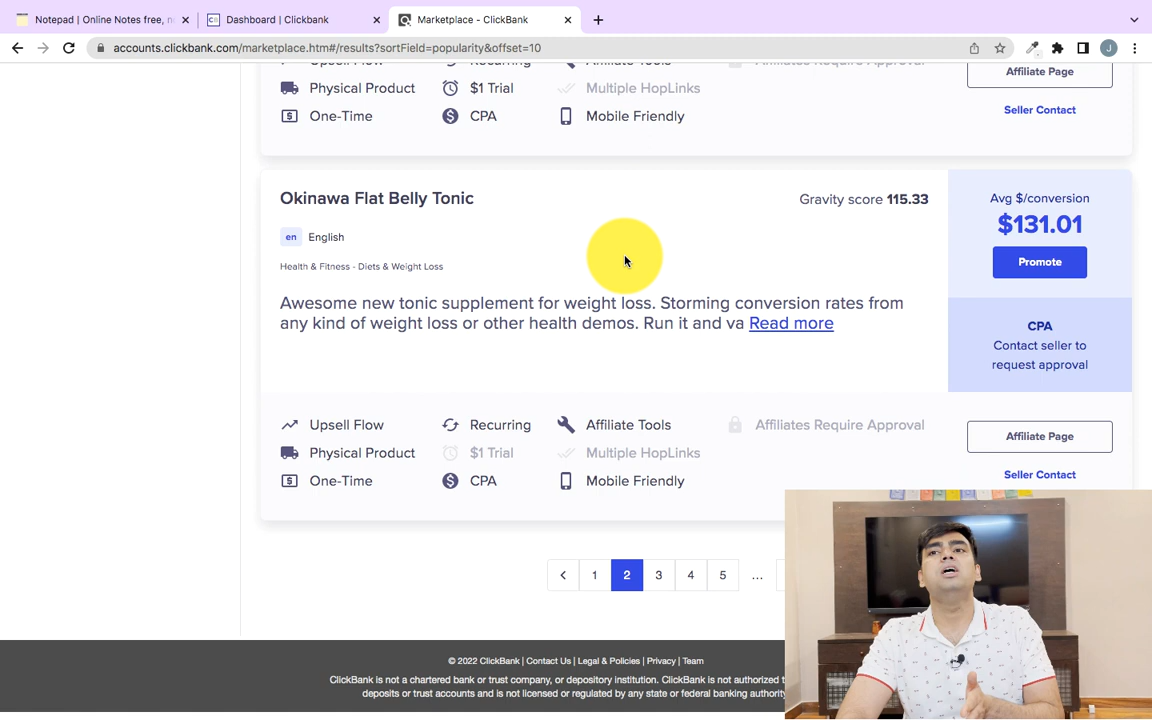 Notepad | Online Notes free, n
Dashboard | Clickbank
Marketplace - ClickBank
accounts.clickbank.com/marketplace.htm#/results?sortField=popularity&offset=10
J
Upsell Flow Recurring Affiliate Tools Affiliates Require Approval
Affiliate Page
Physical Product $1 Trial Multiple HopLinks
Seller Contact
One-Time CPA Mobile Friendly
Okinawa Flat Belly Tonic
Gravity score 115.33
Avg $/conversion
$131.01
en English
Promote
Health & Fitness - Diets & Weight Loss
Awesome new tonic supplement for weight loss. Storming conversion rates from
any kind of weight loss or other health demos. Run it and va Read more
CPA
Contact seller to
request approval
Upsell Flow Recurring Affiliate Tools Affiliates Require Approval
Affiliate Page
Physical Product $1 Trial Multiple HopLinks
Seller Contact
One-Time CPA Mobile Friendly
1 2 3 4 5 ...
© 2022 ClickBank | Contact Us | Legal & Policies | Privacy | Team
ClickBank is not a chartered bank or trust company, or depository institution. ClickBank is not authorized t
deposits or trust accounts and is not licensed or regulated by any state or federal banking authority